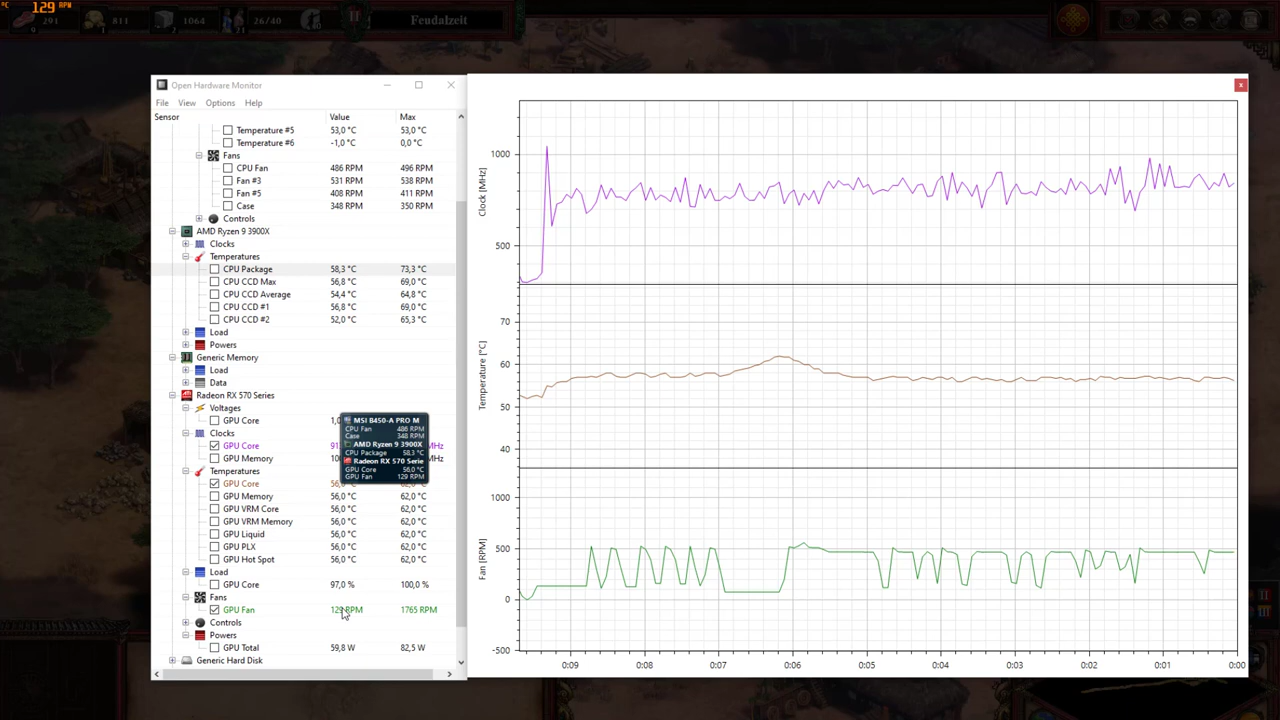 °C 129 RPM
291 811 1064 26/40 Feudalzeit
9 1 2
Open Hardware Monitor
File View Options Help
Sensor Value Max
Temperature #5 53,0 °C 53,0 °C
Temperature #6 -1,0 °C 0,0 °C
Fans
CPU Fan 486 RPM 496 RPM
Fan #3 531 RPM 538 RPM
Fan #5 408 RPM 411 RPM
Case 348 RPM 350 RPM
Controls
AMD Ryzen 9 3900X
Clocks
Temperatures
CPU Package 58,3 °C 73,3 °C
CPU CCD Max 56,8 °C 69,0 °C
CPU CCD Average 54,4 °C 64,8 °C
CPU CCD #1 56,8 °C 69,0 °C
CPU CCD #2 52,0 °C 65,3 °C
Load
Powers
Generic Memory
Load
Data
Radeon RX 570 Series
Voltages
GPU Core
Clocks
GPU Core MHz
GPU Memory MHz
Temperatures
GPU Core
GPU Memory 56,0 °C 62,0 °C
GPU VRM Core 56,0 °C 62,0 °C
GPU VRM Memory 56,0 °C 62,0 °C
GPU Liquid 56,0 °C 62,0 °C
GPU PLX 56,0 °C 62,0 °C
GPU Hot Spot 56,0 °C 62,0 °C
Load
GPU Core 97,0 % 100,0 %
Fans
GPU Fan 129 RPM 1765 RPM
Controls
Powers
GPU Total 59,8 W 82,5 W
Generic Hard Disk
MSI B450-A PRO M
CPU Fan 486 RPM
Case 348 RPM
AMD Ryzen 9 3900X
CPU Package 58,3 °C
Radeon RX 570 Serie
GPU Core 56,0 °C
GPU Fan 129 RPM
x
Clock [MHz]
1000
500
Temperature [°C]
70
60
50
40
Fan [RPM]
1000
500
0
-500
0:09 0:08 0:07 0:06 0:05 0:04 0:03 0:02 0:01 0:00